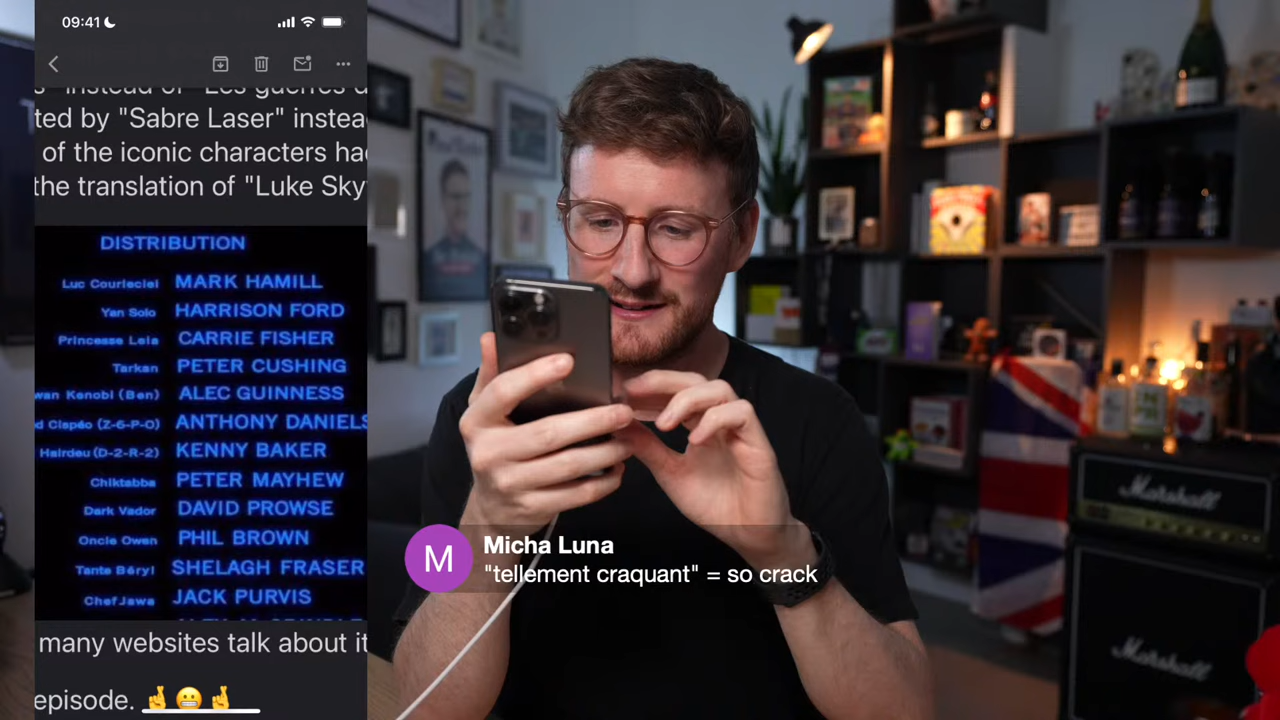 09:41
s" instead of "Les guerres d
ted by "Sabre Laser" instea
of the iconic characters had
the translation of "Luke Sky
DISTRIBUTION
Luc Courleciel MARK HAMILL
Yan Solo HARRISON FORD
Princesse Leia CARRIE FISHER
Tarkan PETER CUSHING
wan Kenobi (Ben) ALEC GUINNESS
d Cispéo (Z-6-P-O) ANTHONY DANIELS
Hairdeu (D-2-R-2) KENNY BAKER
Chiktabba PETER MAYHEW
Dark Vador DAVID PROWSE
Oncle Owen PHIL BROWN
Tante Béryl SHELAGH FRASER
Chef Jawa JACK PURVIS
many websites talk about it
episode. 🤞😬🤞
M
Micha Luna
"tellement craquant" = so crack
Marshall
Marshall